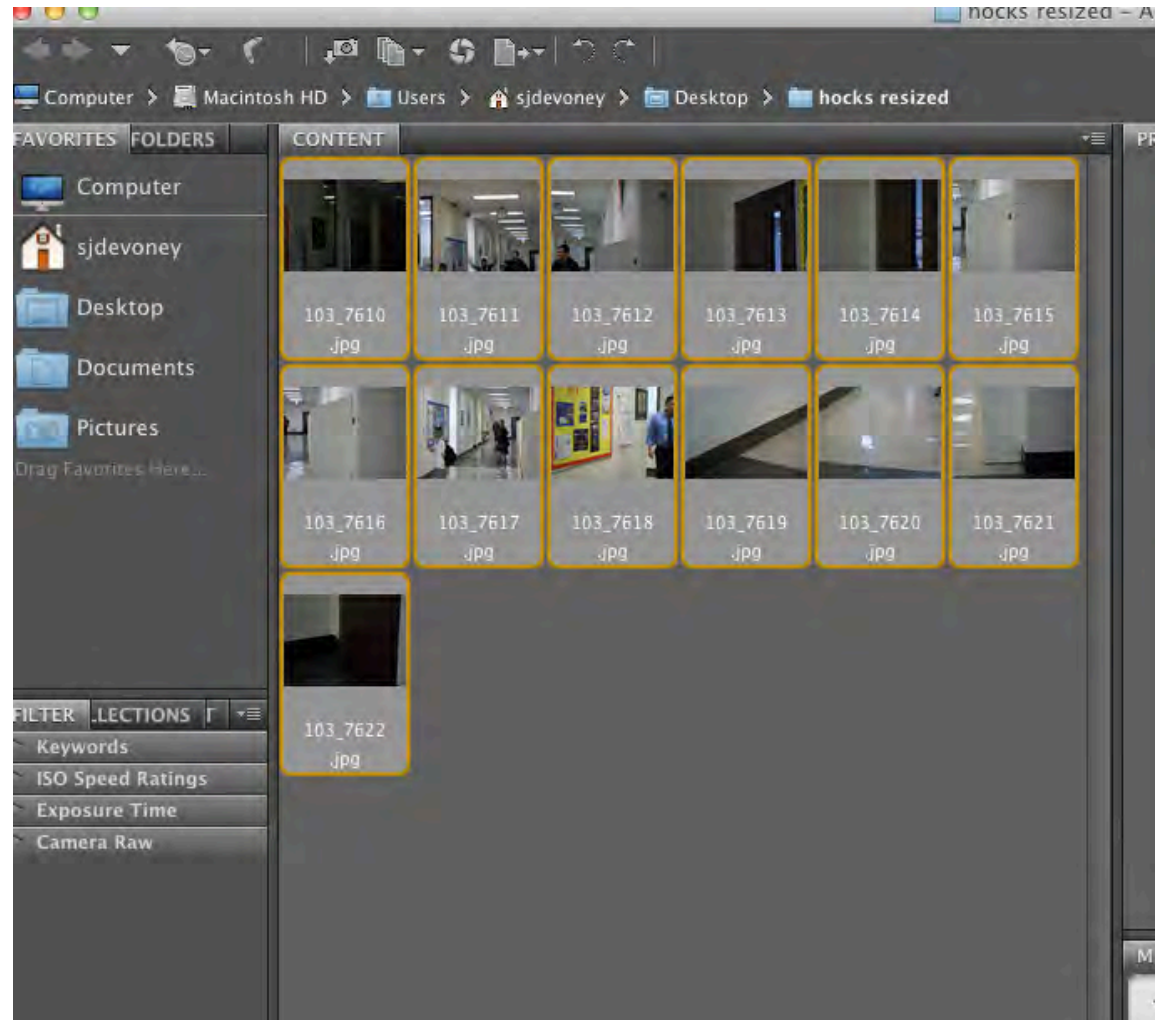 hocks resized – A
Computer > Macintosh HD > Users > sjdevoney > Desktop > hocks resized
FAVORITES FOLDERS
CONTENT
PR
Computer
sjdevoney
Desktop
Documents
Pictures
Drag Favorites Here...
103_7610 .jpg
103_7611 .jpg
103_7612 .jpg
103_7613 .jpg
103_7614 .jpg
103_7615 .jpg
103_7616 .jpg
103_7617 .jpg
103_7618 .jpg
103_7619 .jpg
103_7620 .jpg
103_7621 .jpg
103_7622 .jpg
FILTER LECTIONS
Keywords
ISO Speed Ratings
Exposure Time
Camera Raw
M